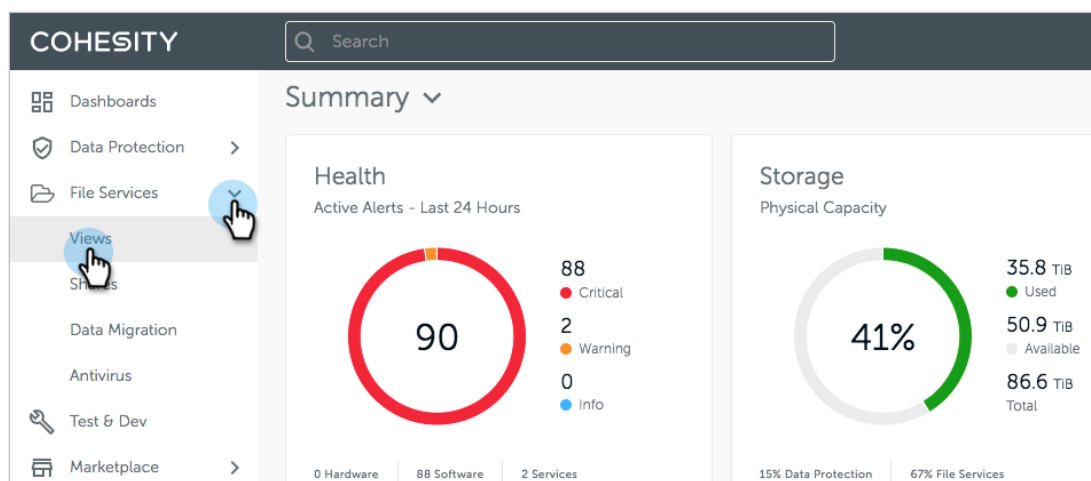 COHESITY
Search
Dashboards
Data Protection
File Services
Views
Shares
Data Migration
Antivirus
Test & Dev
Marketplace
Summary
Health
Active Alerts - Last 24 Hours
90
88
Critical
2
Warning
0
Info
0 Hardware 88 Software 2 Services
Storage
Physical Capacity
41%
35.8 TiB
Used
50.9 TiB
Available
86.6 TiB
Total
15% Data Protection 67% File Services